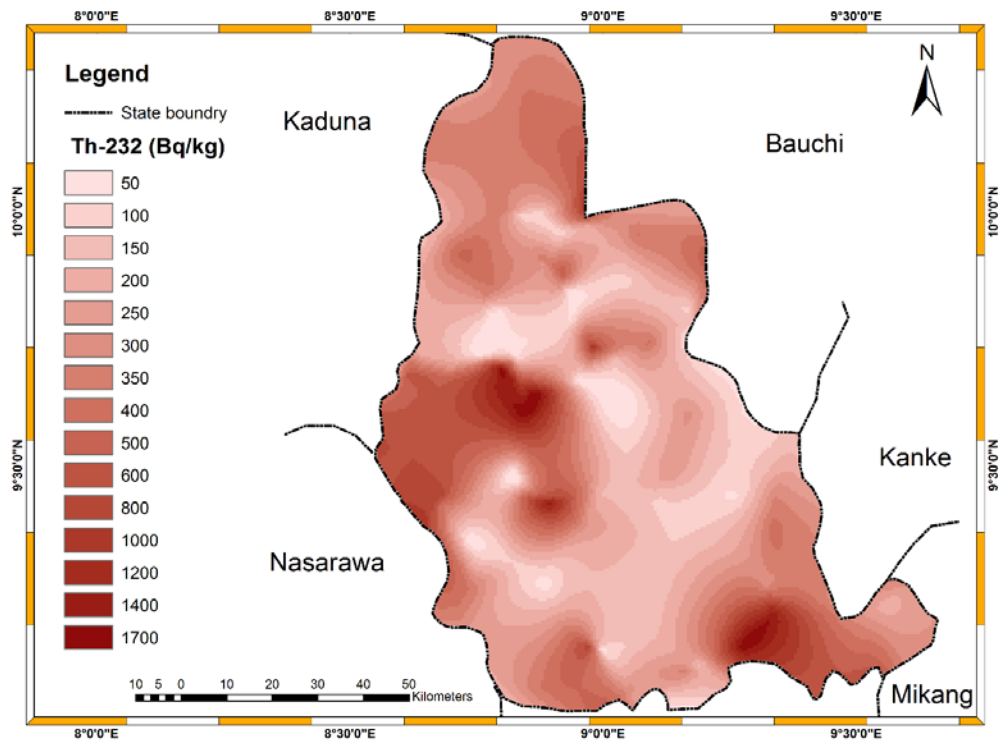 8°0'0"E 8°30'0"E 9°0'0"E 9°30'0"E
Legend
State boundry
Th-232 (Bq/kg)
50
100
150
200
250
300
350
400
500
600
800
1000
1200
1400
1700
Kaduna
Bauchi
N
10°0'0"N
10°0'0"N
9°30'0"N
9°30'0"N
Kanke
Nasarawa
Mikang
10 5 0 10 20 30 40 50
Kilometers
8°0'0"E 8°30'0"E 9°0'0"E 9°30'0"E